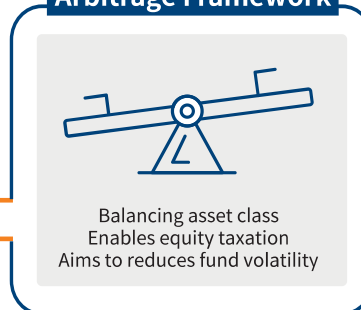 Arbitrage Framework
Balancing asset class
Enables equity taxation
Aims to reduces fund volatility